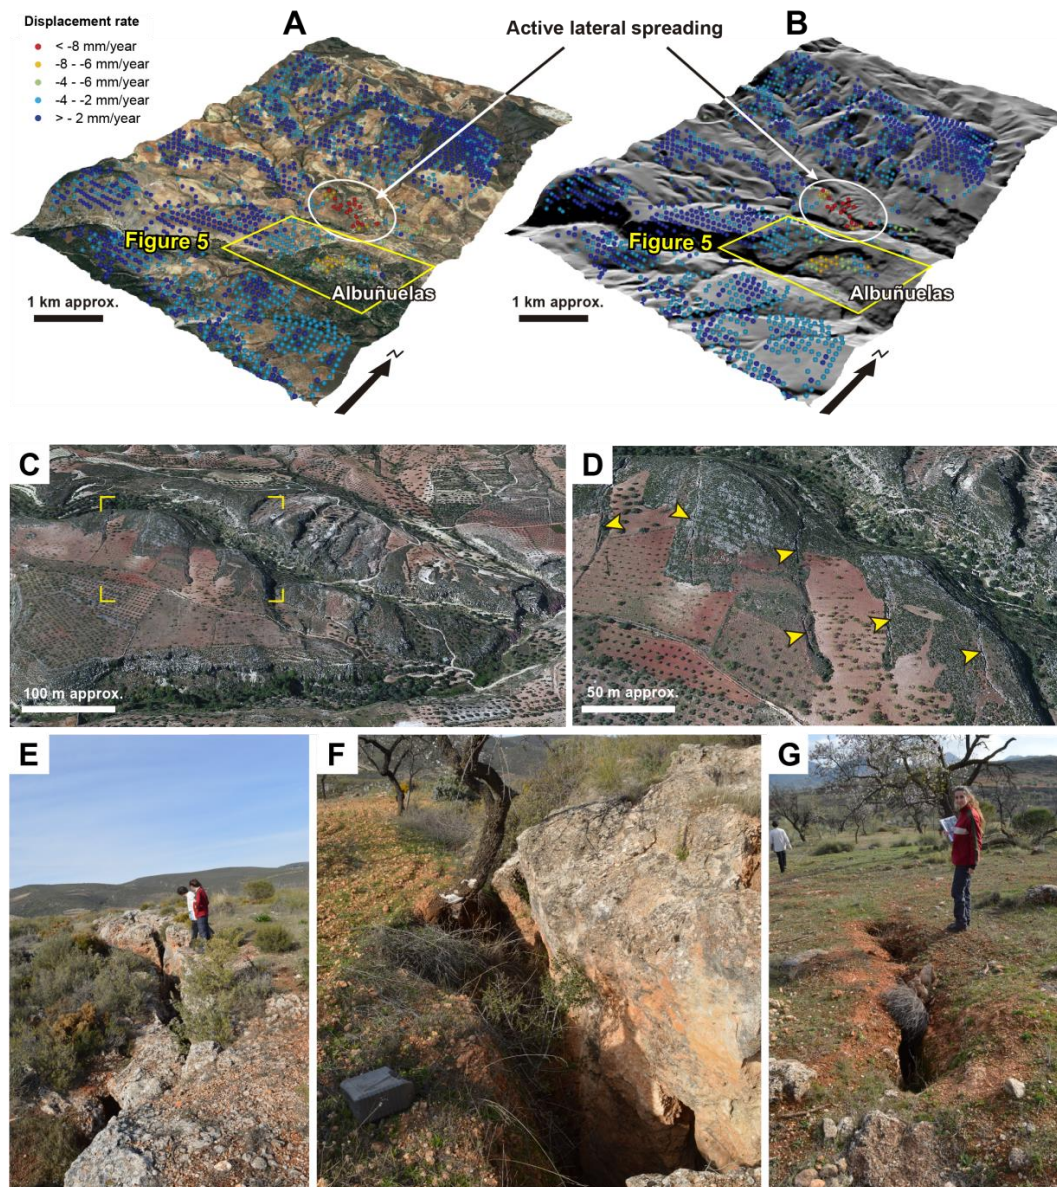 Displacement rate
< -8 mm/year
-8 - -6 mm/year
-4 - -6 mm/year
-4 - -2 mm/year
> - 2 mm/year
A
Active lateral spreading
B
Figure 5
Albuñuelas
1 km approx.
N
Figure 5
Albuñuelas
1 km approx.
N
C
100 m approx.
D
50 m approx.
E
F
G